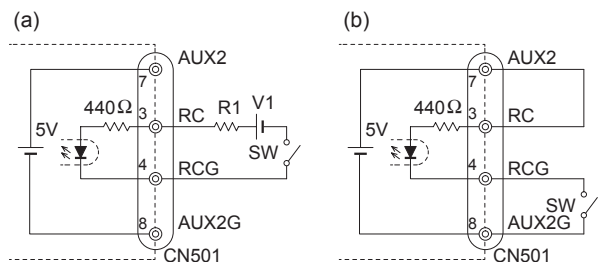 (a)
AUX2
7
440Ω
3
RC
R1
V1
5V
SW
4
RCG
8
AUX2G
CN501
(b)
AUX2
7
440Ω
3
RC
5V
4
RCG
SW
8
AUX2G
CN501